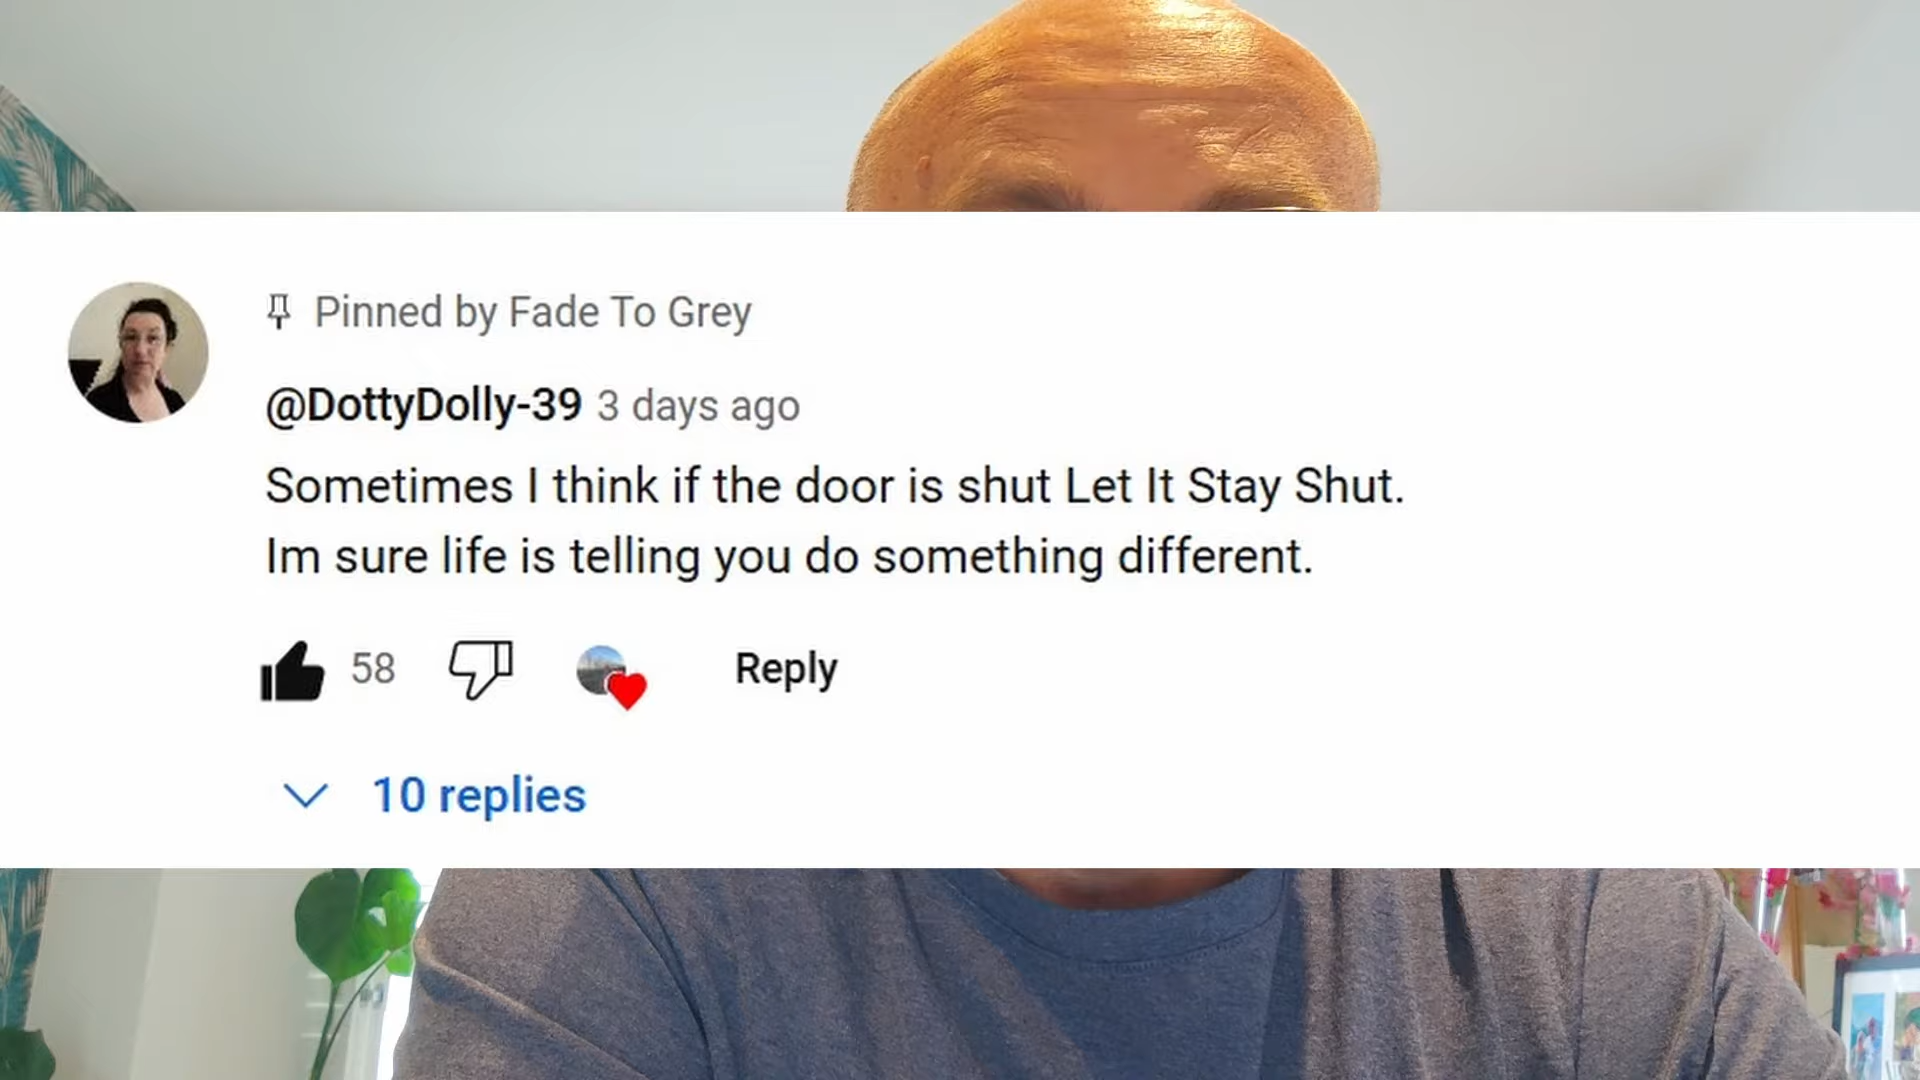 Pinned by Fade To Grey
@DottyDolly-39 3 days ago
Sometimes I think if the door is shut Let It Stay Shut.
Im sure life is telling you do something different.
58 Reply
10 replies